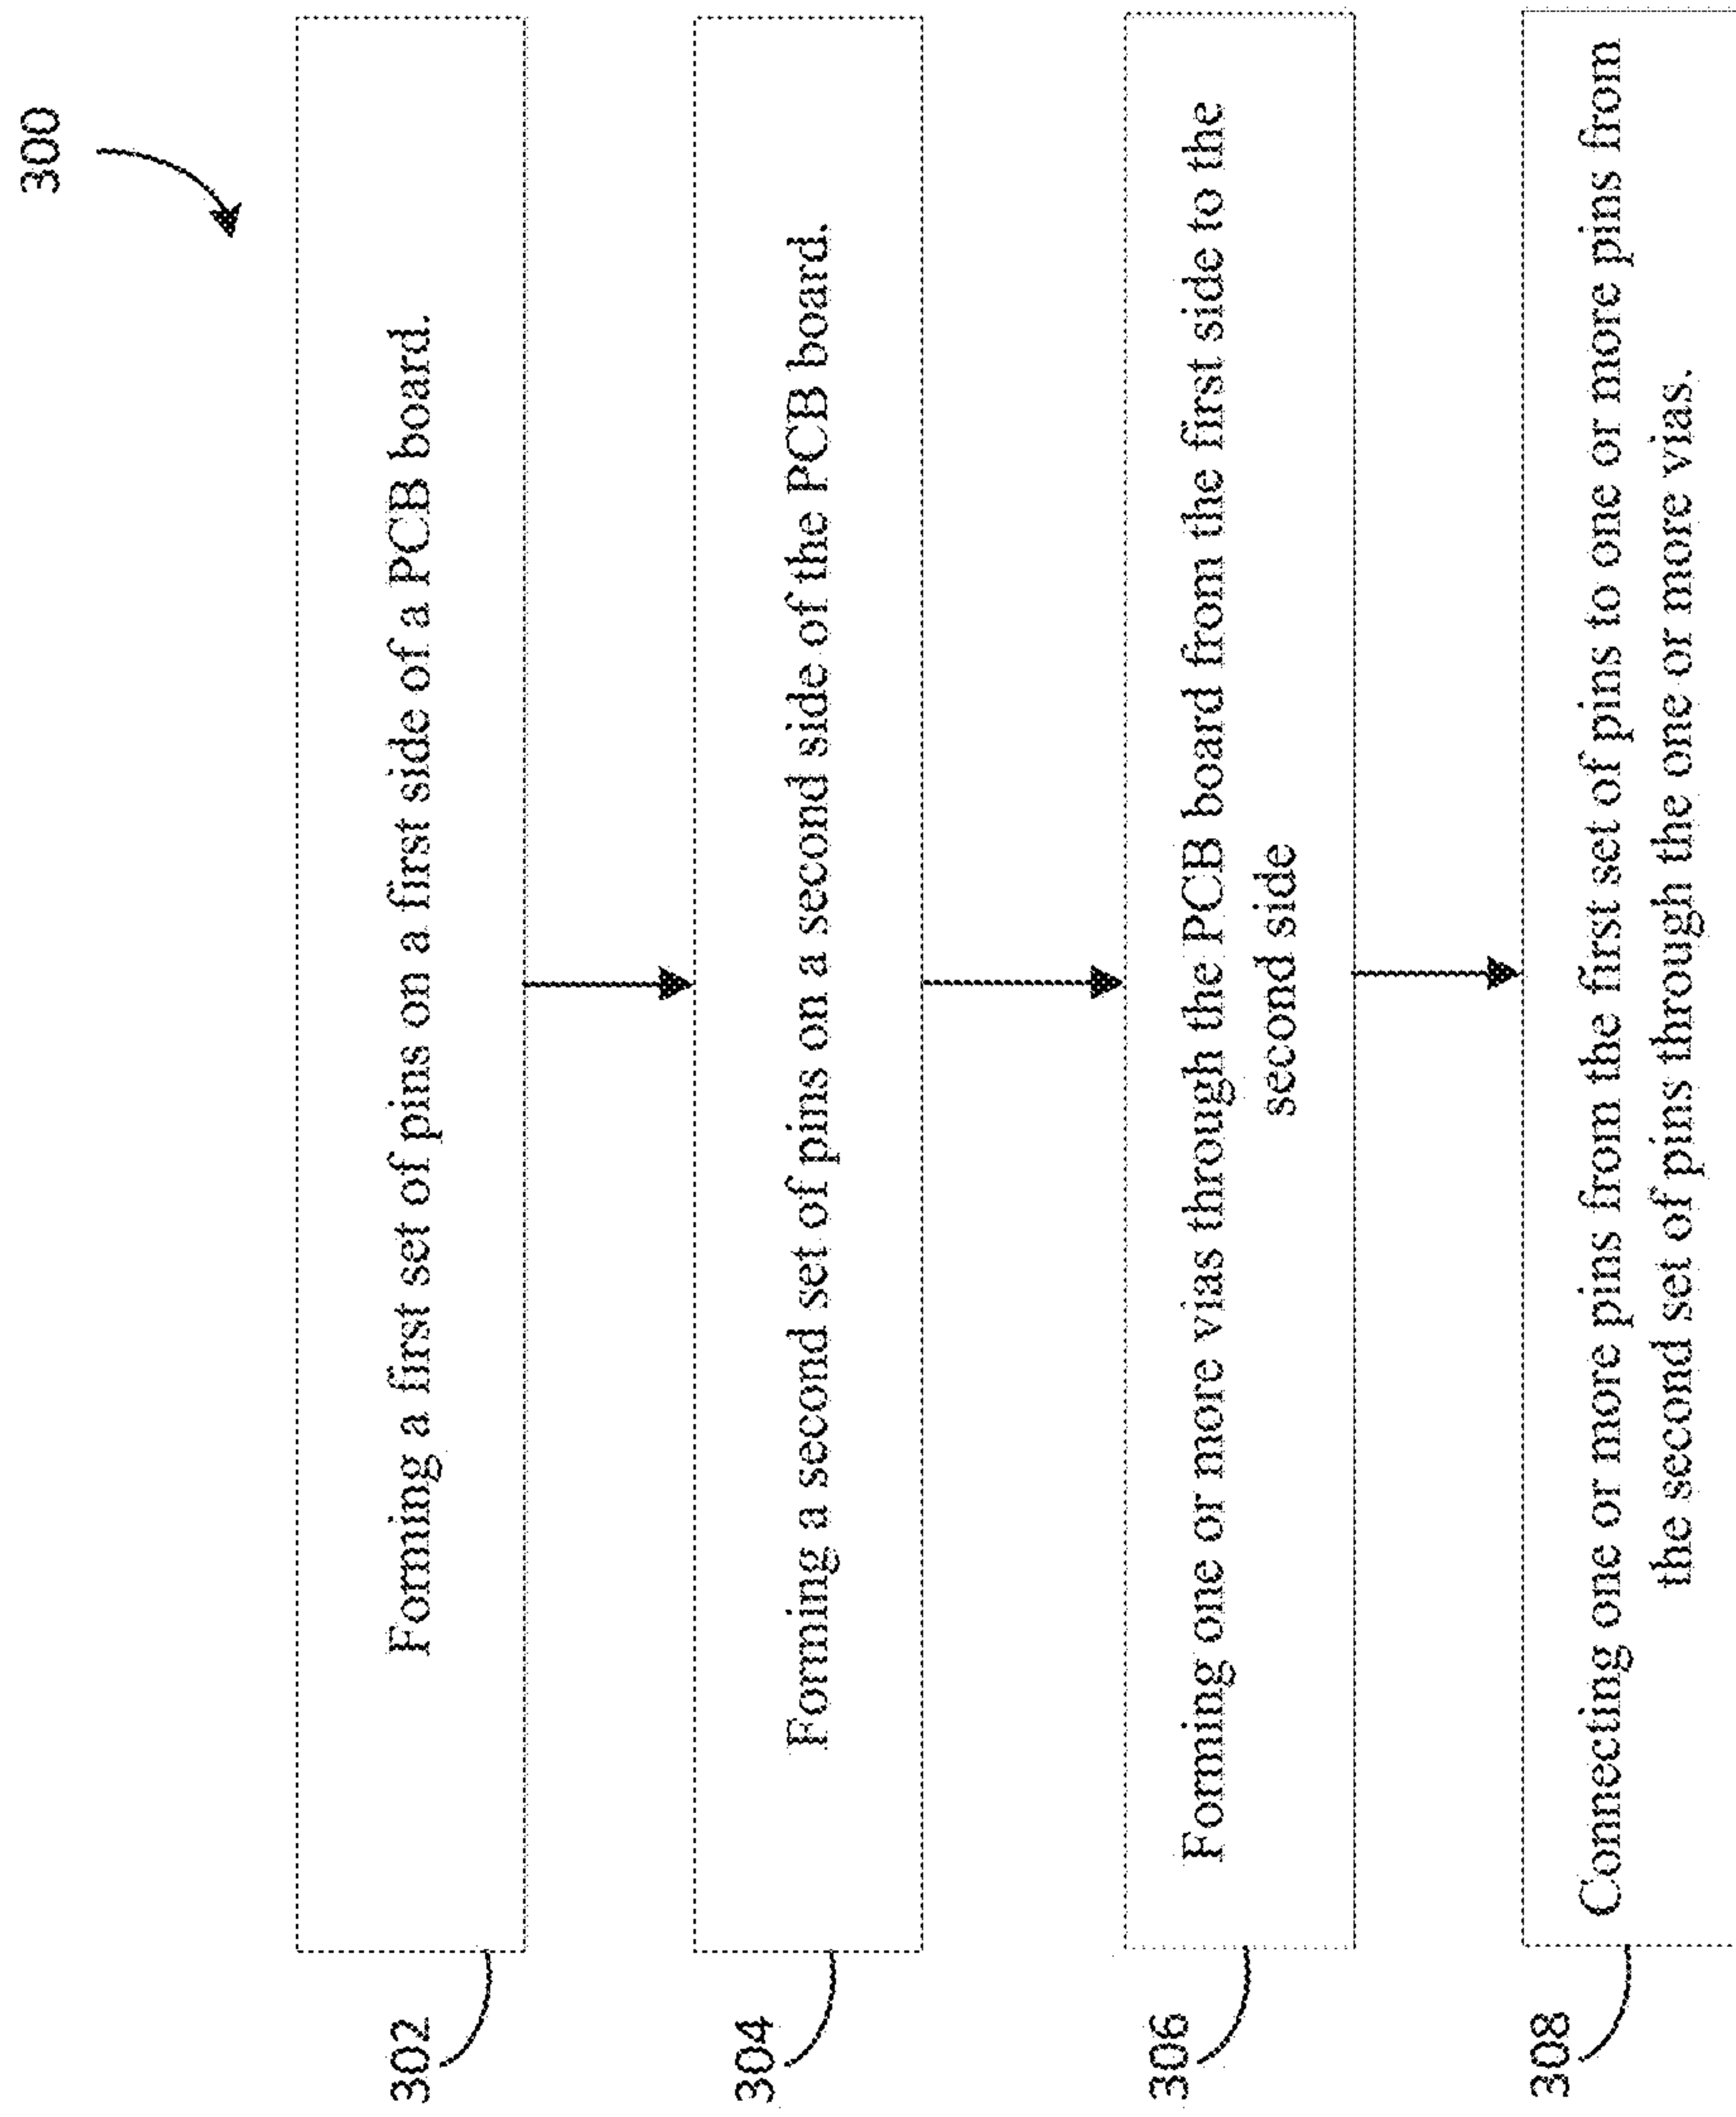 300
302
Forming a first set of pins on a first side of a PCB board.
304
Forming a second set of pins on a second side of the PCB board.
306
Forming one or more vias through the PCB board from the first side to the
second side
308
Connecting one or more pins from the first set of pins to one or more pins from
the second set of pins through the one or more vias.